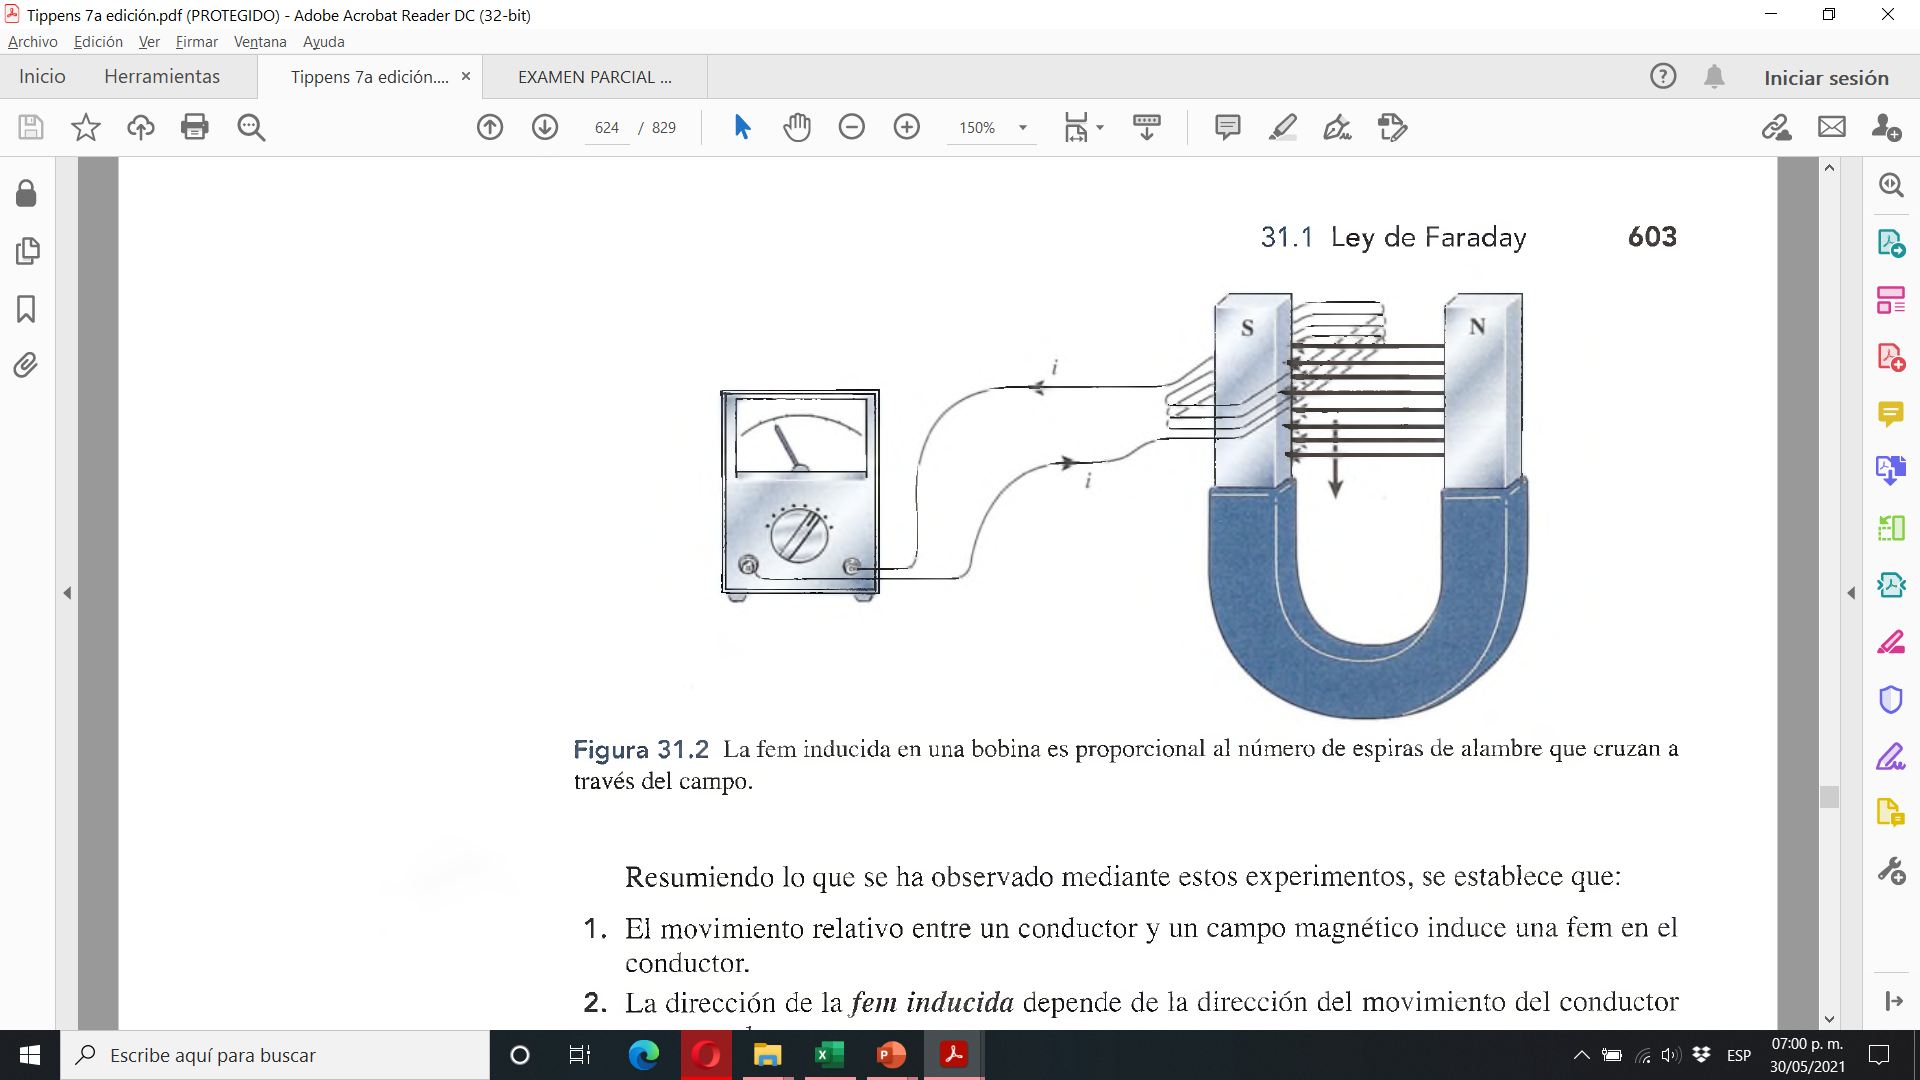 Tippens 7a edición.pdf (PROTEGIDO) - Adobe Acrobat Reader DC (32-bit)
Archivo Edición Ver Firmar Ventana Ayuda
Inicio Herramientas Tippens 7a edición.... × EXAMEN PARCIAL ... Iniciar sesión
624 / 829 150%
31.1 Ley de Faraday 603
S N
i
i
Figura 31.2 La fem inducida en una bobina es proporcional al número de espiras de alambre que cruzan a
través del campo.
Resumiendo lo que se ha observado mediante estos experimentos, se establece que:
1. El movimiento relativo entre un conductor y un campo magnético induce una fem en el
conductor.
2. La dirección de la fem inducida depende de la dirección del movimiento del conductor
Escribe aquí para buscar
ESP
07:00 p. m.
30/05/2021